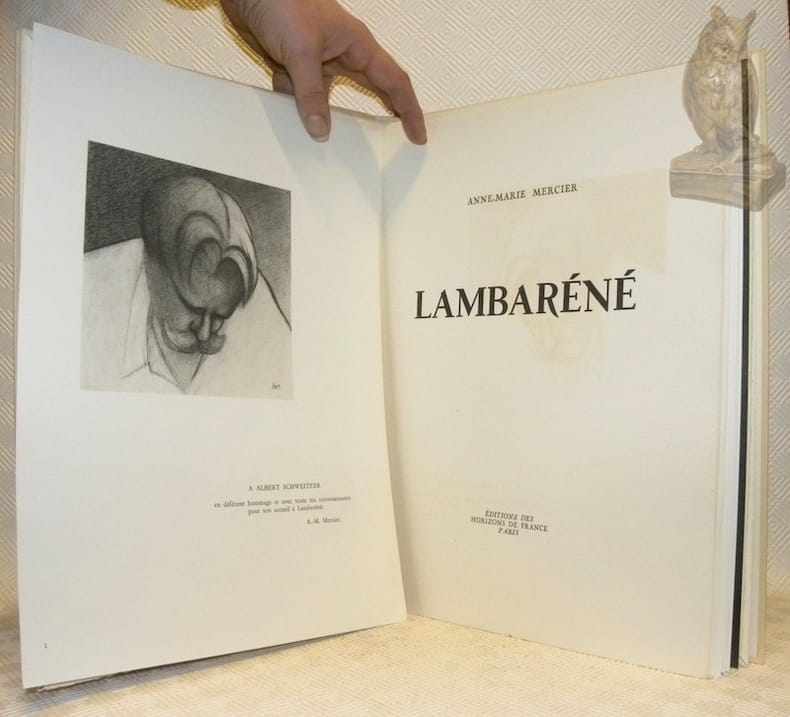 A ALBERT SCHWEITZER
en déférent hommage et avec toute ma reconnaissance
pour son accueil à Lambaréné.
A.-M. Mercier.
1
ANNE-MARIE MERCIER
LAMBARÉNÉ
ÉDITIONS DES
HORIZONS DE FRANCE
PARIS